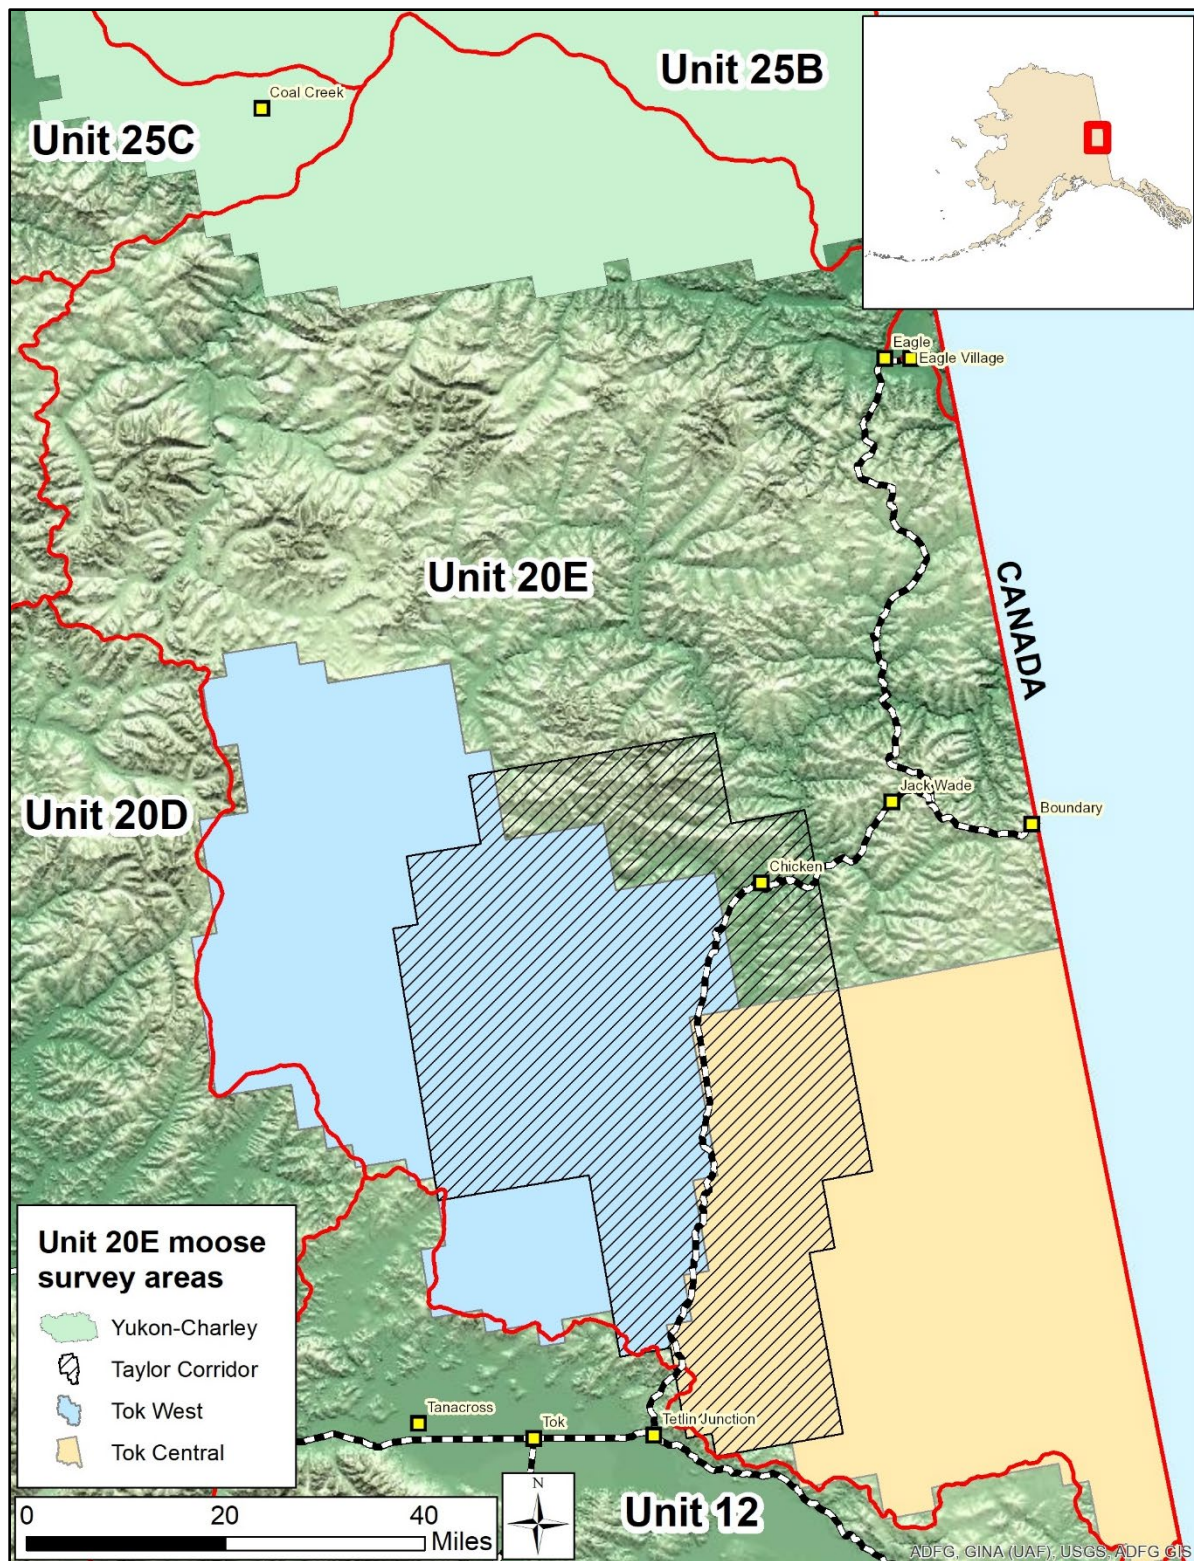 Unit 25B
Coal Creek
Unit 25C
Eagle
Eagle Village
Unit 20E
CANADA
Jack Wade
Unit 20D
Boundary
Chicken
Unit 20E moose
survey areas
Yukon-Charley
Taylor Corridor
Tok West
Tok Central
Tanacross
Tok
Tetlin Junction
N
Unit 12
0 20 40
Miles
ADFG, GINA (UAF), USGS, ADFG GIS